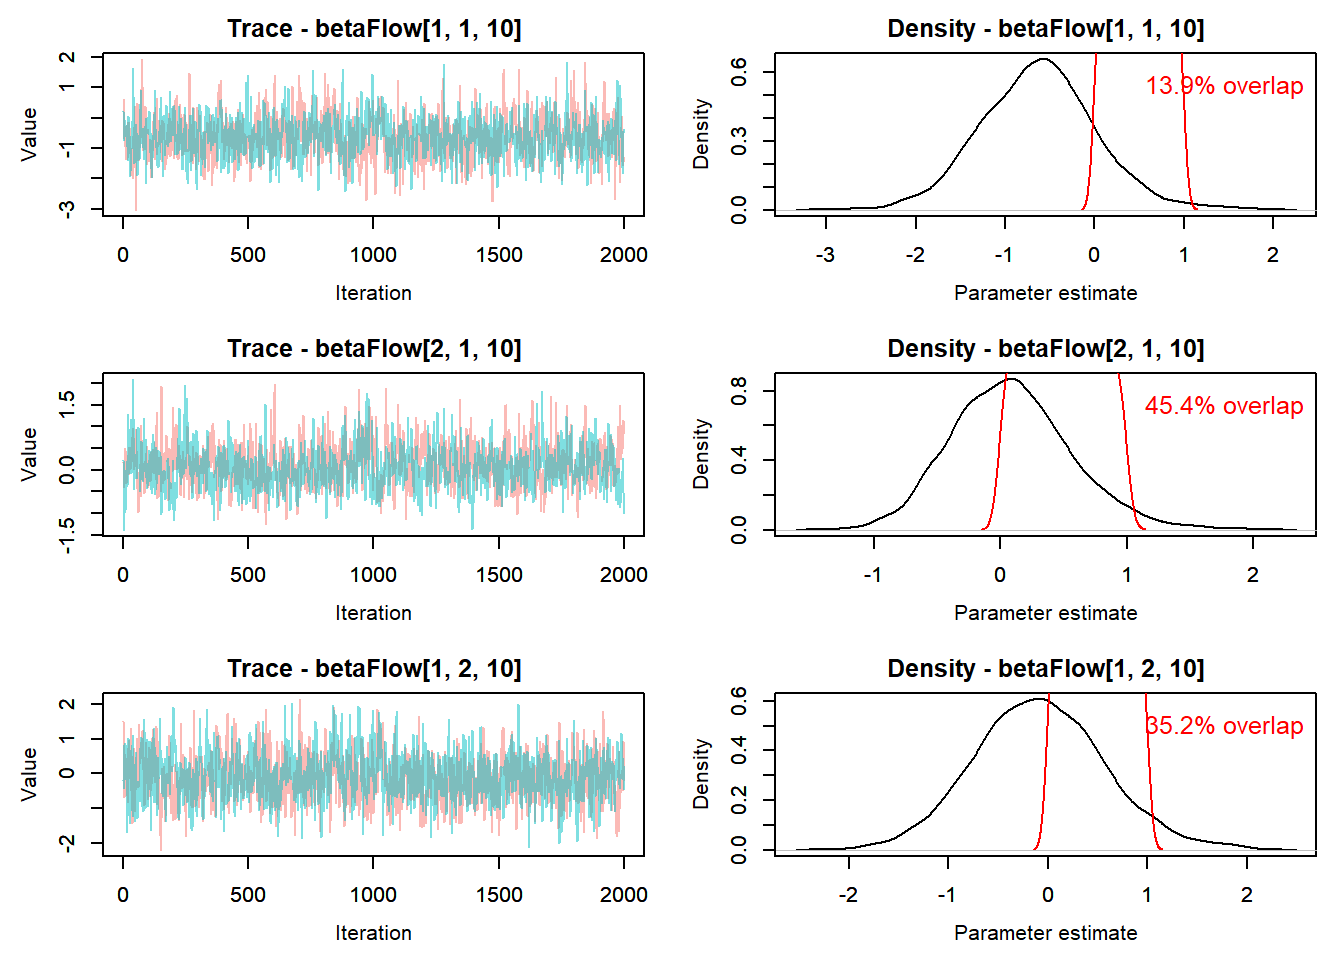 Trace - betaFlow[1, 1, 10]
Value
2
1
-1
-3
0 500 1000 1500 2000
Iteration
Density - betaFlow[1, 1, 10]
Density
0.6
0.3
0.0
13.9% overlap
-3 -2 -1 0 1 2
Parameter estimate
Trace - betaFlow[2, 1, 10]
Value
1.5
0.0
-1.5
0 500 1000 1500 2000
Iteration
Density - betaFlow[2, 1, 10]
Density
0.8
0.4
0.0
45.4% overlap
-1 0 1 2
Parameter estimate
Trace - betaFlow[1, 2, 10]
Value
2
1
0
-2
0 500 1000 1500 2000
Iteration
Density - betaFlow[1, 2, 10]
Density
0.6
0.4
0.2
0.0
35.2% overlap
-2 -1 0 1 2
Parameter estimate